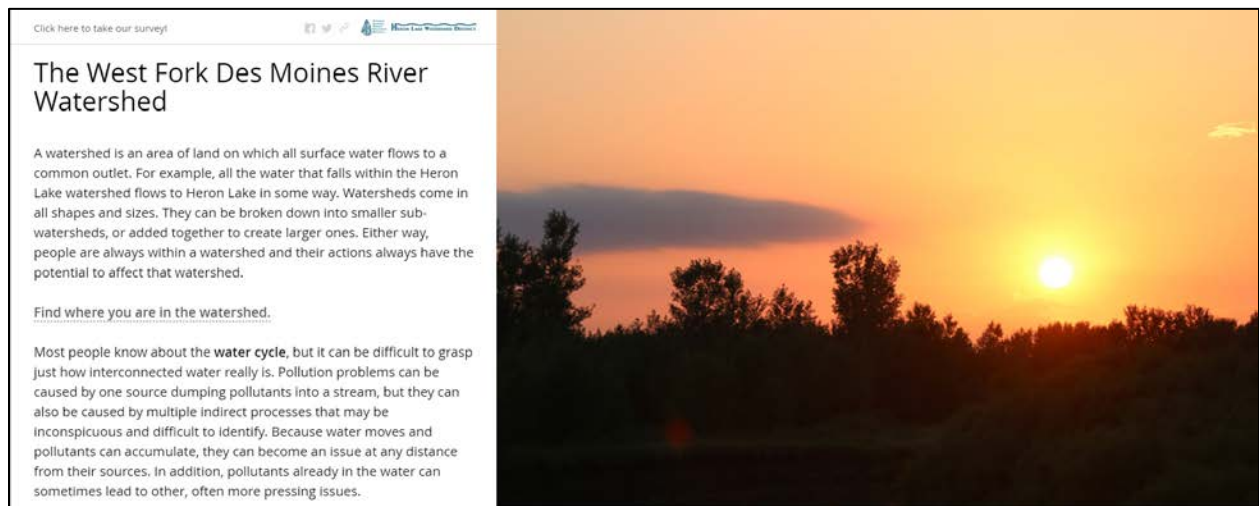 Click here to take our survey!
HERON LAKE WATERSHED DISTRICT
The West Fork Des Moines River
Watershed
A watershed is an area of land on which all surface water flows to a
common outlet. For example, all the water that falls within the Heron
Lake watershed flows to Heron Lake in some way. Watersheds come in
all shapes and sizes. They can be broken down into smaller sub-
watersheds, or added together to create larger ones. Either way,
people are always within a watershed and their actions always have the
potential to affect that watershed.
Find where you are in the watershed.
Most people know about the water cycle, but it can be difficult to grasp
just how interconnected water really is. Pollution problems can be
caused by one source dumping pollutants into a stream, but they can
also be caused by multiple indirect processes that may be
inconspicuous and difficult to identify. Because water moves and
pollutants can accumulate, they can become an issue at any distance
from their sources. In addition, pollutants already in the water can
sometimes lead to other, often more pressing issues.